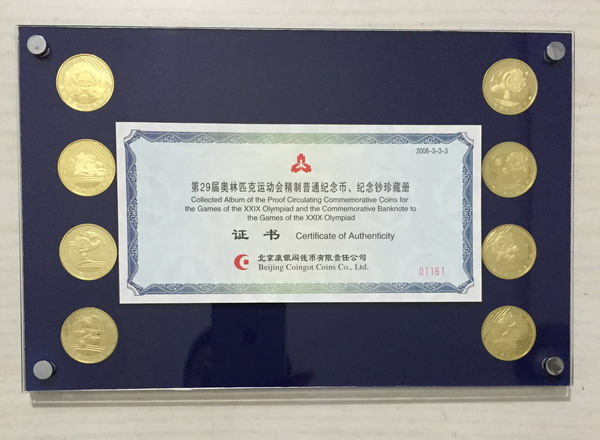 2008-3-3-3
第29届奥林匹克运动会精制普通纪念币、纪念钞珍藏册
Collected Album of the Proof Circulating Commemorative Coins for
the Games of the XXIX Olympiad and the Commemorative Banknote to
the Games of the XXIX Olympiad
证 书 Certificate of Authenticity
北京康银阁钱币有限责任公司
Beijing Coingot Coins Co., Ltd.
01161